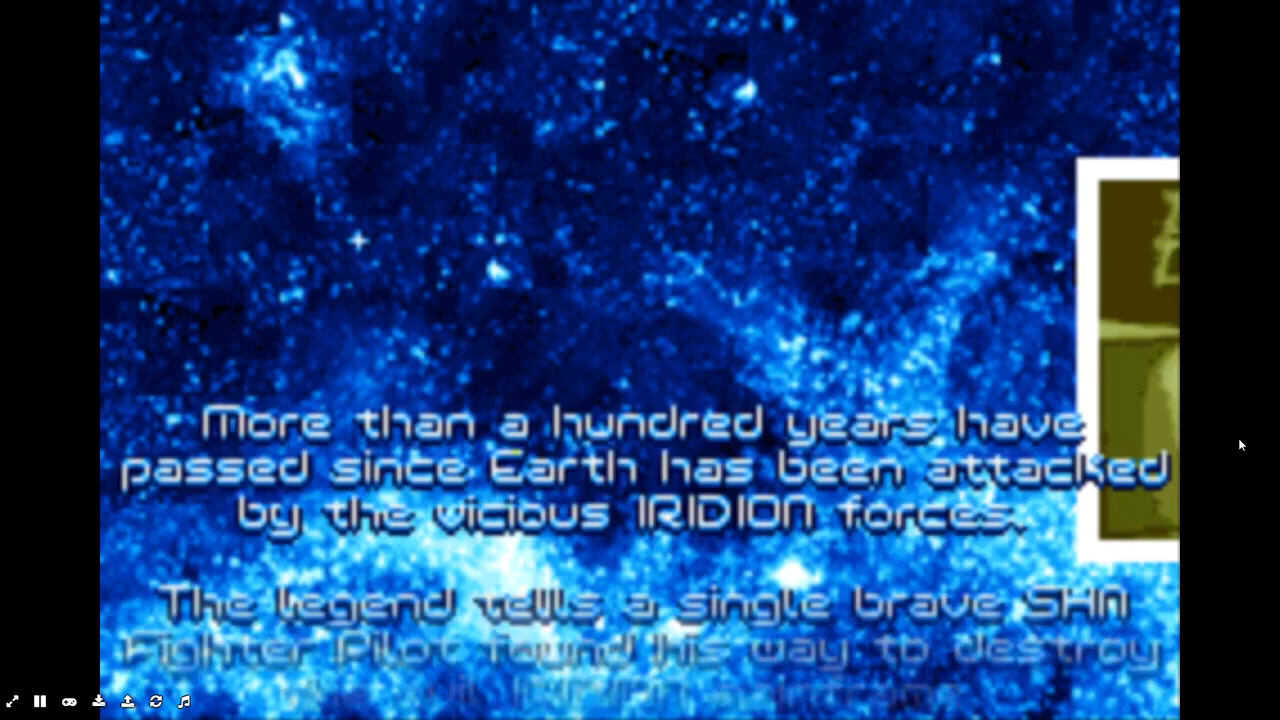 More than a hundred years have
passed since Earth has been attacked
by the vicious IRIDION forces.
The legend tells a single brave SHN
Fighter Pilot found his way to destroy
IRIDION